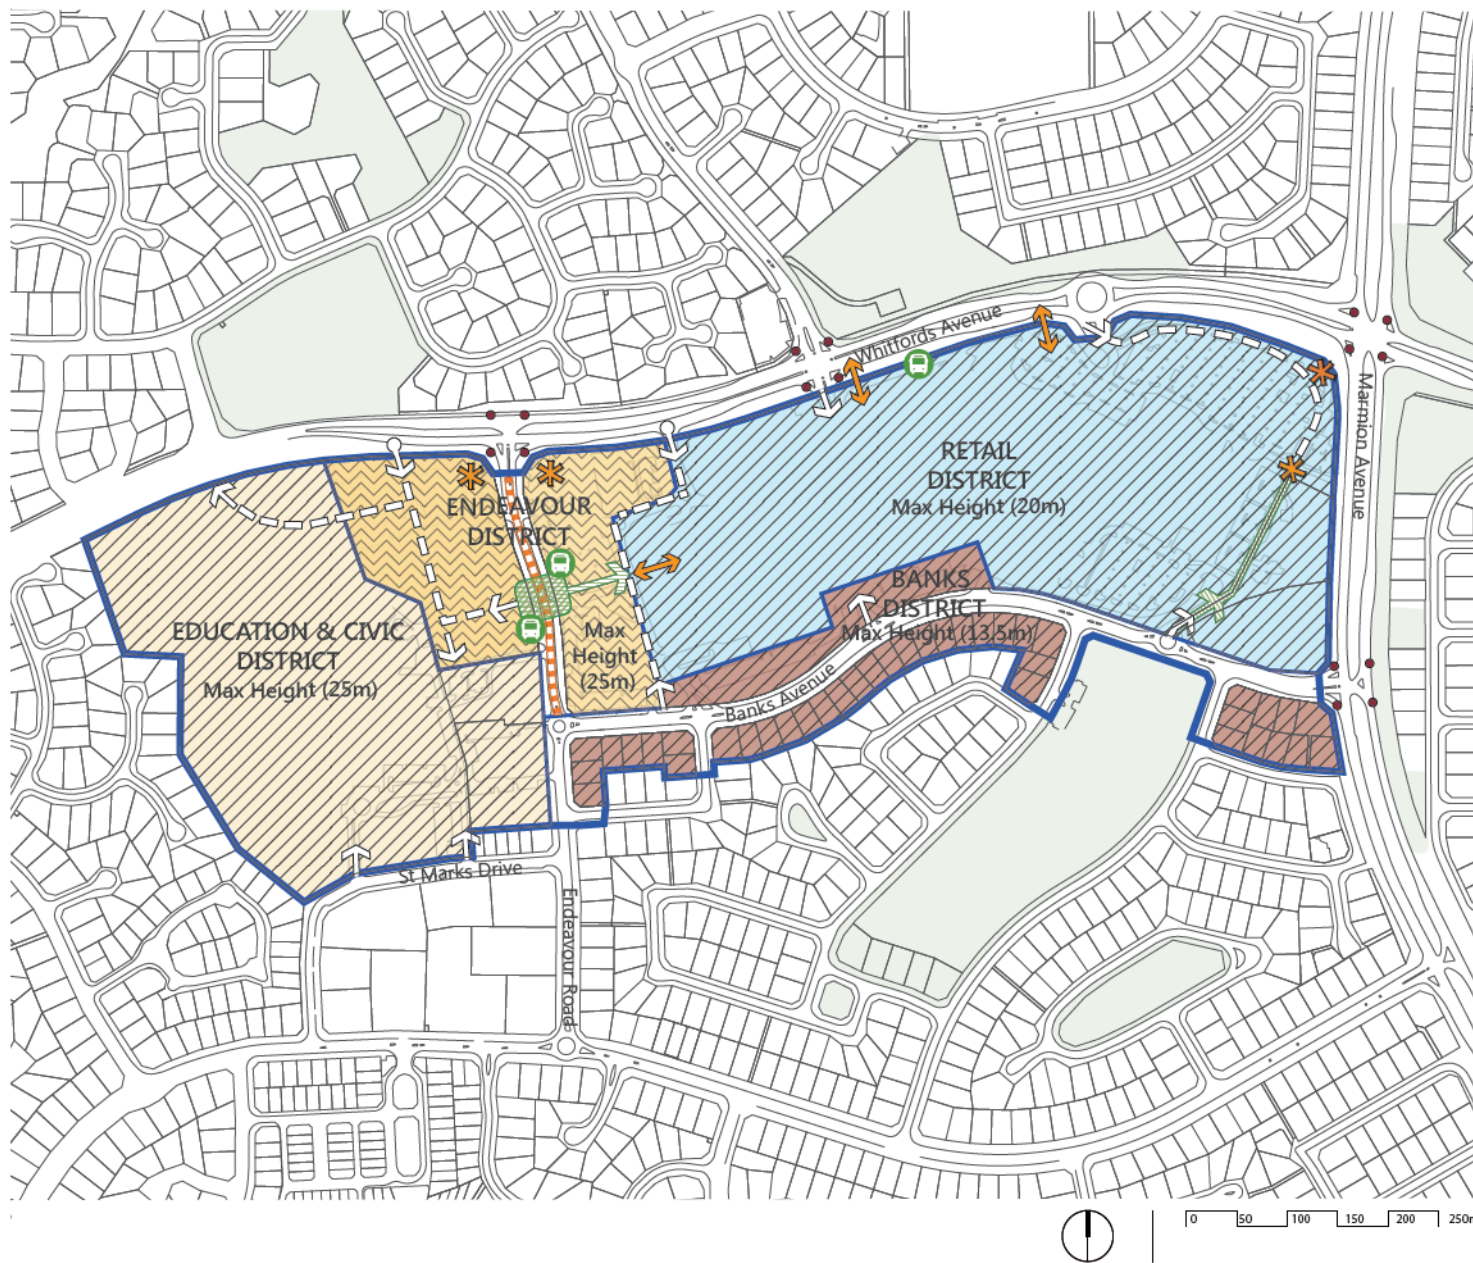 Whitfords Avenue
Marmion Avenue
RETAIL
DISTRICT
Max Height (20m)
ENDEAVOUR
DISTRICT
BANKS
DISTRICT
Max Height (13.5m)
EDUCATION & CIVIC
DISTRICT
Max Height (25m)
Max
Height
(25m)
Banks Avenue
St Marks Drive
Endeavour Road
0 50 100 150 200 250m